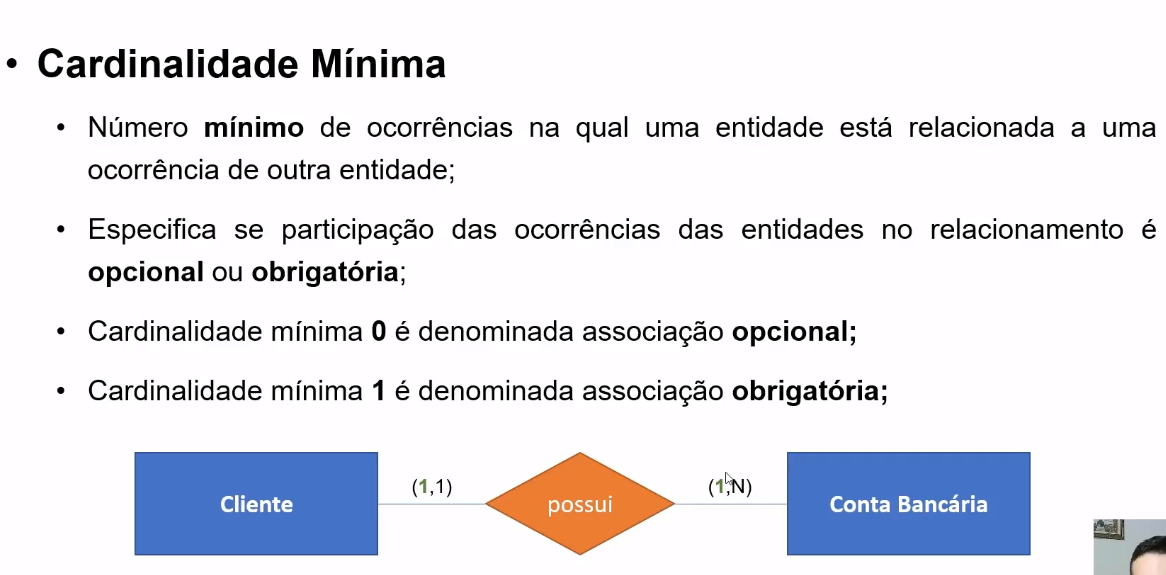 • Cardinalidade Mínima
• Número mínimo de ocorrências na qual uma entidade está relacionada a uma
ocorrência de outra entidade;
• Especifica se participação das ocorrências das entidades no relacionamento é
opcional ou obrigatória;
• Cardinalidade mínima 0 é denominada associação opcional;
• Cardinalidade mínima 1 é denominada associação obrigatória;
Cliente
(1,1)
possui
(1,N)
Conta Bancária